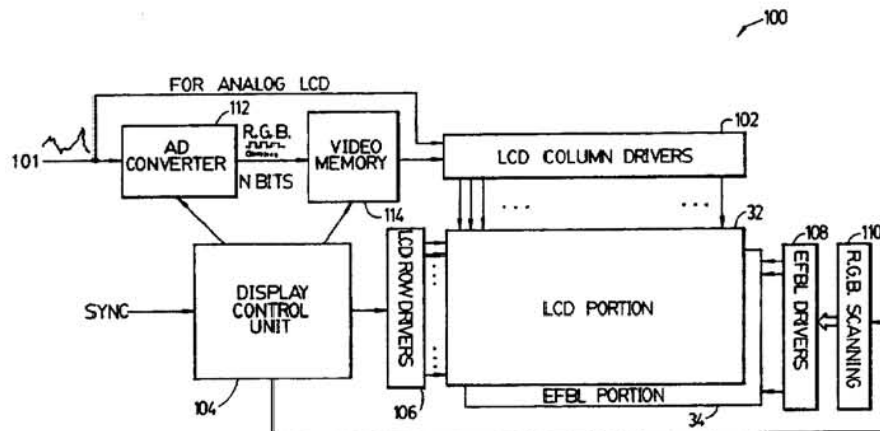 100
FOR ANALOG LCD
112
R.G.B.
101
AD
CONVERTER
N BITS
VIDEO
MEMORY
114
102
LCD COLUMN DRIVERS
... ...
32
108
110
SYNC
DISPLAY
CONTROL
UNIT
104
LCD ROW DRIVERS
106
LCD PORTION
EFBL PORTION
34
EFBL DRIVERS
R.G.B. SCANNING